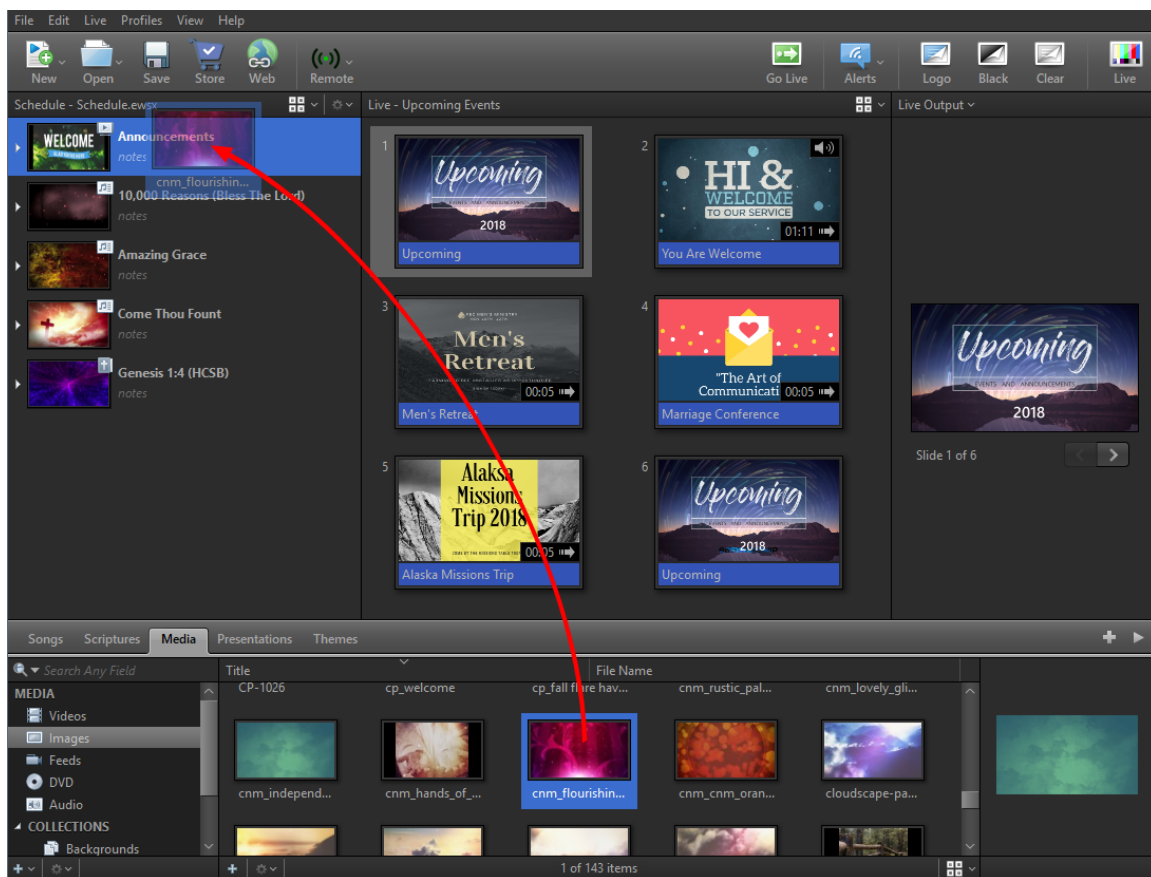 File Edit Live Profiles View Help
New Open Save Store Web Remote Go Live Alerts Logo Black Clear Live
Schedule - Schedule.ewsx
WELCOME
Announcements
notes
cnm_flourishin...
10,000 Reasons (Bless The Lord)
notes
Amazing Grace
notes
Come Thou Fount
notes
Genesis 1:4 (HCSB)
notes
Live - Upcoming Events
1
Upcoming
EVENTS AND ANNOUNCEMENTS
2018
Upcoming
2
HI &
WELCOME
TO OUR SERVICE
01:11
You Are Welcome
3
Men's
Retreat
00:05
Men's Retreat
4
"The Art of
Communicati
00:05
Marriage Conference
5
Alaksa
Missions
Trip 2018
00:05
Alaska Missions Trip
6
Upcoming
EVENTS AND ANNOUNCEMENTS
2018
Upcoming
Live Output
Upcoming
EVENTS AND ANNOUNCEMENTS
2018
Slide 1 of 6
Songs Scriptures Media Presentations Themes
Search Any Field
MEDIA
Videos
Images
Feeds
DVD
Audio
COLLECTIONS
Backgrounds
Title File Name
CP-1026 cp_welcome cp_fall flare hav... cnm_rustic_pal... cnm_lovely_gli...
cnm_independ... cnm_hands_of_... cnm_flourishin... cnm_cnm_oran... cloudscape-pa...
1 of 143 items